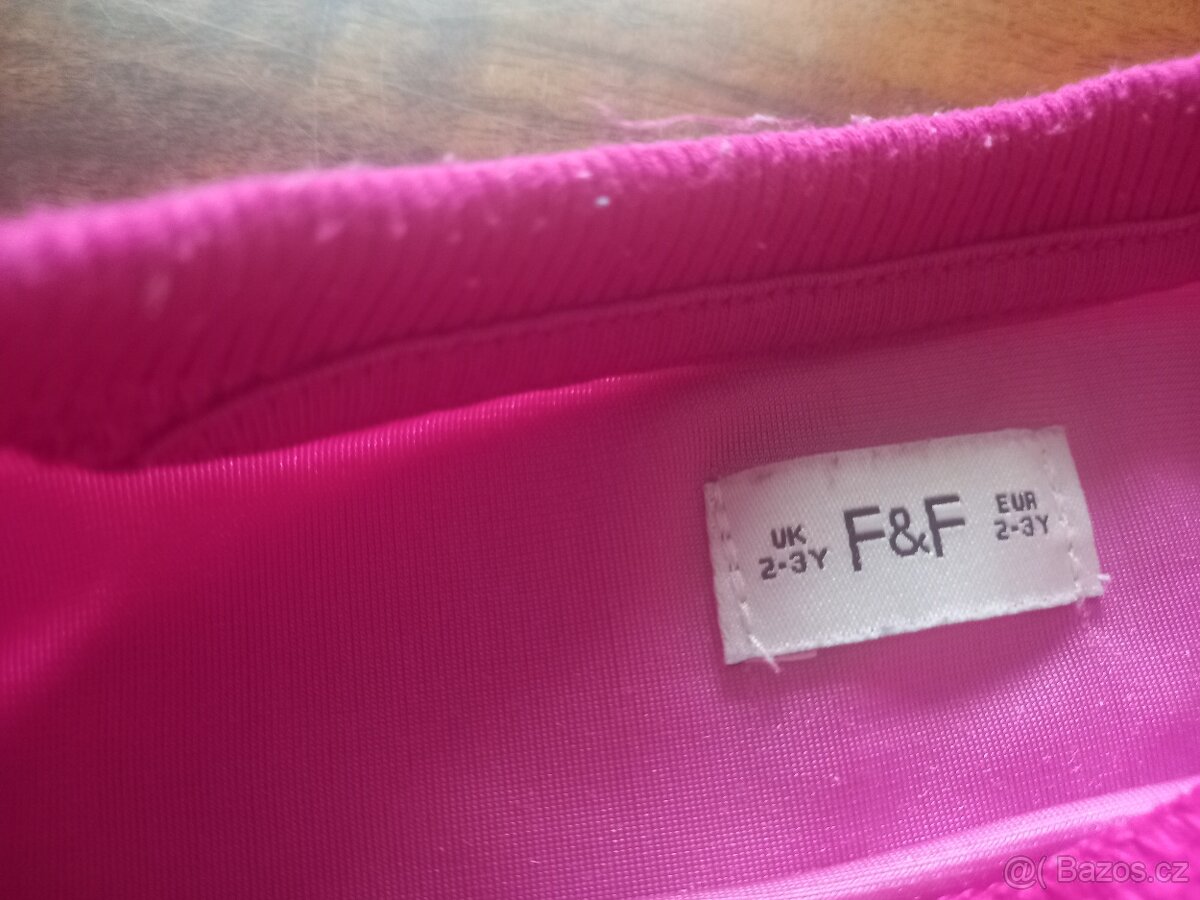 UK
2-3Y
F&F
EUR
2-3Y
@( Bazos.cz